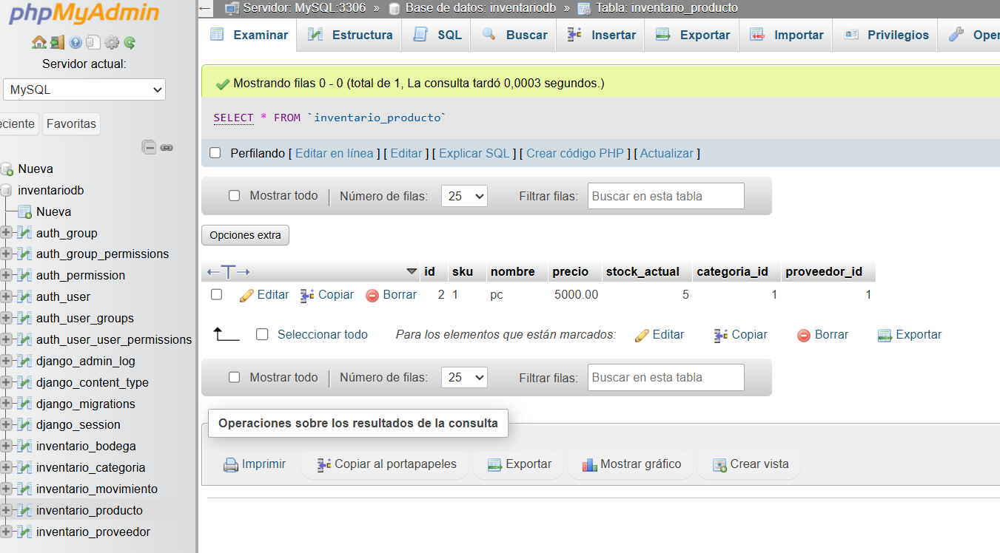 phpMyAdmin
Servidor actual:
MySQL
eciente Favoritas
Nueva
inventariodb
Nueva
auth_group
auth_group_permissions
auth_permission
auth_user
auth_user_groups
auth_user_user_permissions
django_admin_log
django_content_type
django_migrations
django_session
inventario_bodega
inventario_categoria
inventario_movimiento
inventario_producto
inventario_proveedor
Servidor: MySQL:3306 » Base de datos: inventariodb » Tabla: inventario_producto
Examinar Estructura SQL Buscar Insertar Exportar Importar Privilegios Oper
Mostrando filas 0 - 0 (total de 1, La consulta tardó 0,0003 segundos.)
SELECT * FROM `inventario_producto`
Perfilando [ Editar en línea ] [ Editar ] [ Explicar SQL ] [ Crear código PHP ] [ Actualizar ]
Mostrar todo | Número de filas: 25 Filtrar filas: Buscar en esta tabla
Opciones extra
id sku nombre precio stock_actual categoria_id proveedor_id
Editar Copiar Borrar 2 1 pc 5000.00 5 1 1
Seleccionar todo Para los elementos que están marcados: Editar Copiar Borrar Exportar
Mostrar todo | Número de filas: 25 Filtrar filas: Buscar en esta tabla
Operaciones sobre los resultados de la consulta
Imprimir Copiar al portapapeles Exportar Mostrar gráfico Crear vista